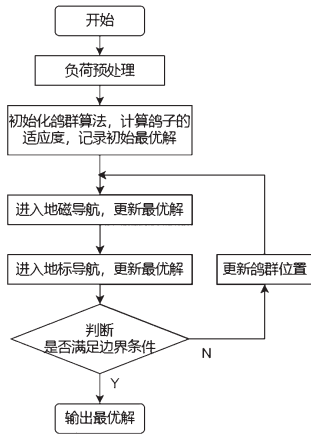 开始
负荷预处理
初始化鸽群算法，计算鸽子的
适应度，记录初始最优解
进入地磁导航，更新最优解
进入地标导航，更新最优解
更新鸽群位置
判断
是否满足边界条件
N
Y
输出最优解